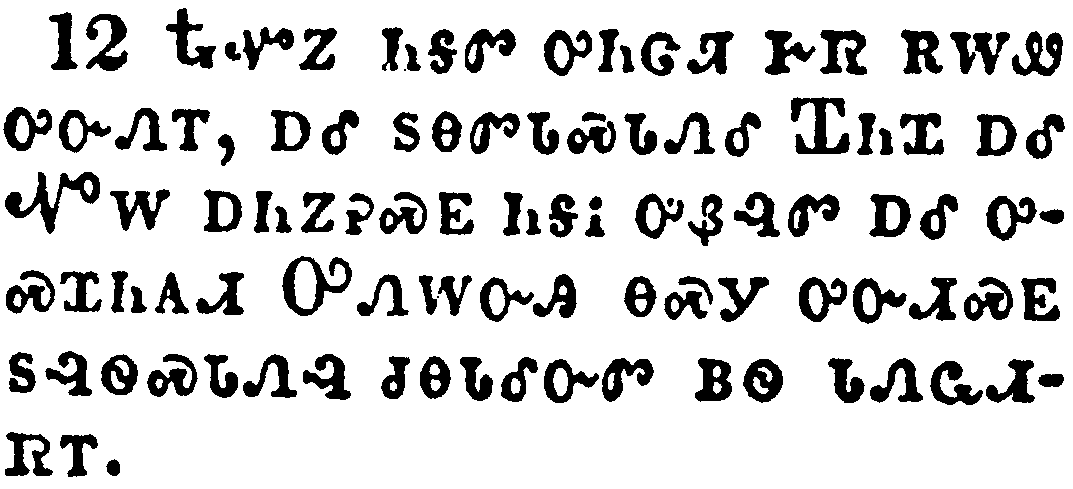 12 ᎿᏉᏃ ᏂᎦᏛ ᎤᏂᏣᏘ ᎨᏒ ᎡᎳᏪ
ᎤᏅᏁᎢ, ᎠᎴ ᏚᎾᏛᏓᏍᏓᏁᎴ ᏆᏂᏆ ᎠᎴ
ᏉᎳ ᎠᏂᏃᎮᏍᎬ ᏂᎦᎥ ᎤᏰᎸᏛ ᎠᎴ Ꭴ-
ᏍᏆᏂᎪᏗ ᎤᏁᎳᏅᎯ ᎾᏍᎩ ᎤᏅᏗᏍᎬ
ᏚᎸᏫᏍᏓᏁᎸ ᏧᎾᏓᎴᏅᏛ ᏴᏫ ᏓᏁᏩᏗ-
ᏒᎢ.